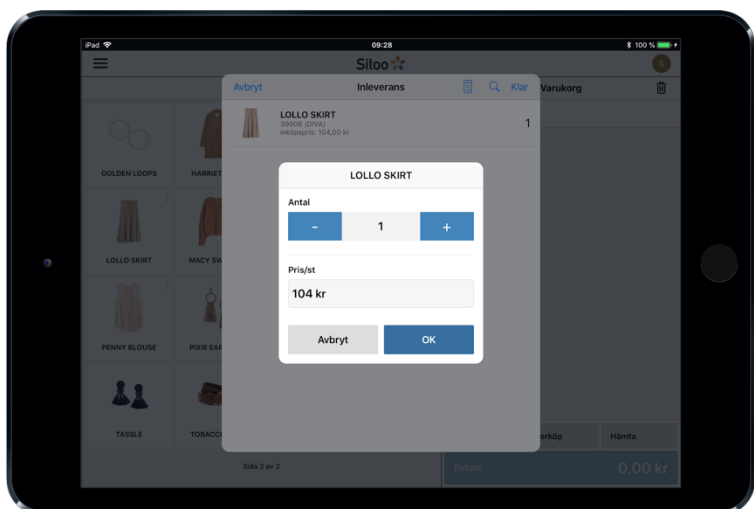 iPad 09:28 100 %
Sitoo S
Avbryt Inleverans Klar Varukorg
LOLLO SKIRT
39906 (DIVA) 1
Inköpspris: 104,00 kr
GOLDEN LOOPS HARRIET
LOLLO SKIRT
Antal
- 1 +
LOLLO SKIRT MACY SW
Pris/st
104 kr
Avbryt OK
PENNY BLOUSE PIXIE EAR
TASSLE TOBACCO
erköp Hämta
Sida 2 av 2 Betala 0.00 kr